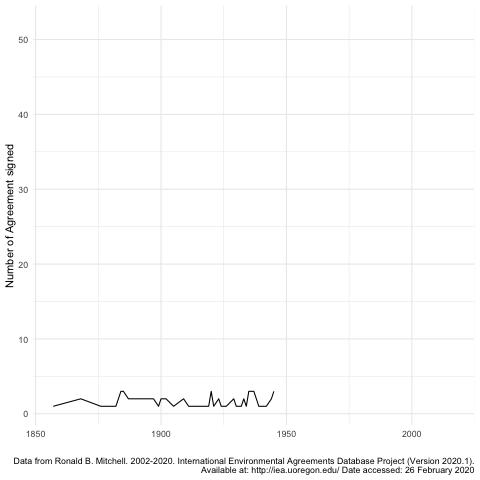 Number of Agreement signed
50
40
30
20
10
0
1850 1900 1950 2000
Data from Ronald B. Mitchell. 2002-2020. International Environmental Agreements Database Project (Version 2020.1).
Available at: http://iea.uoregon.edu/ Date accessed: 26 February 2020